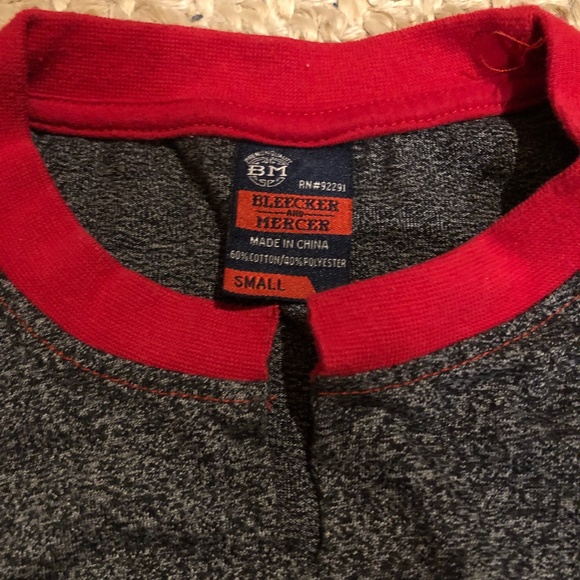 BM
RN#92291
BLEECKER
AND
MERCER
MADE IN CHINA
60%COTTON/40%POLYESTER
SMALL